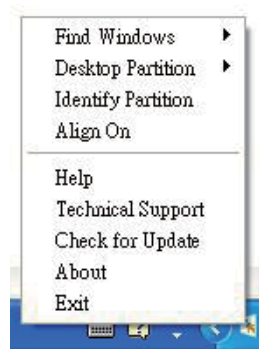 Find Windows
Desktop Partition
Identify Partition
Align On
Help
Technical Support
Check for Update
About
Exit